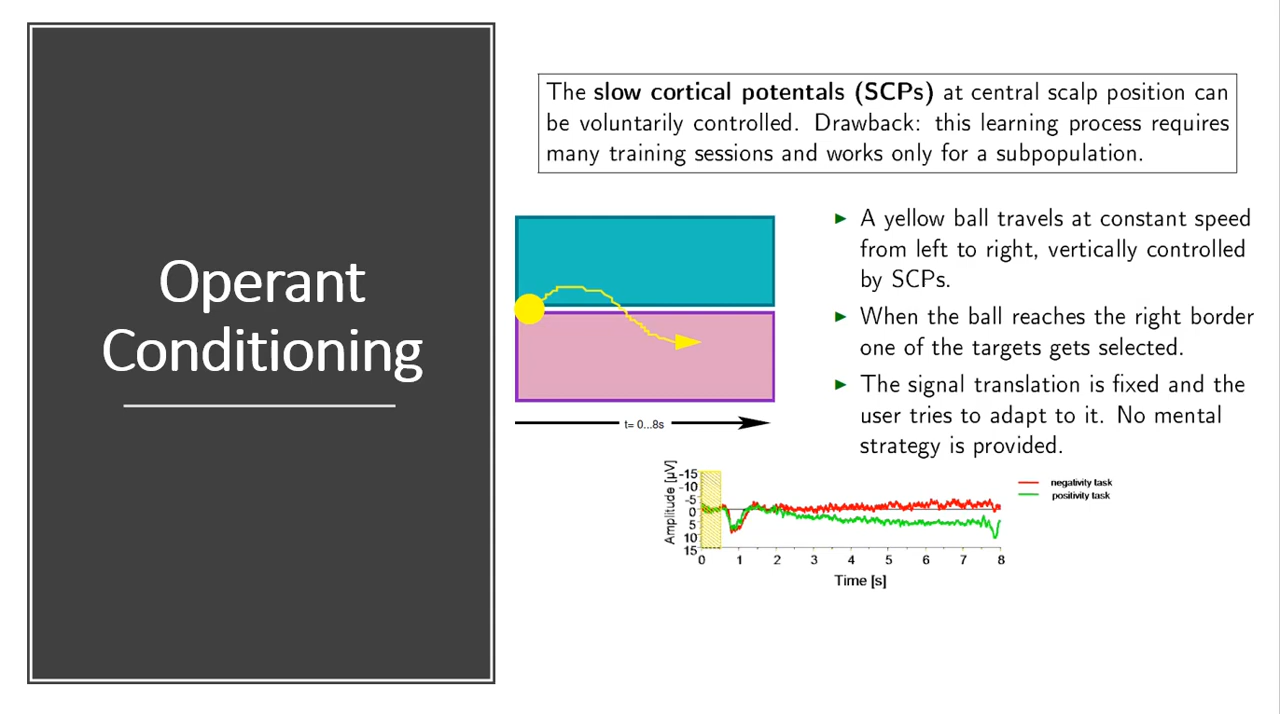 Operant
Conditioning
The slow cortical potentals (SCPs) at central scalp position can
be voluntarily controlled. Drawback: this learning process requires
many training sessions and works only for a subpopulation.
A yellow ball travels at constant speed
from left to right, vertically controlled
by SCPs.
When the ball reaches the right border
one of the targets gets selected.
The signal translation is fixed and the
user tries to adapt to it. No mental
strategy is provided.
t= 0...8s
Amplitude [µV]
-15
-10
-5
0
5
10
15
0 1 2 3 4 5 6 7 8
Time [s]
negativity task
positivity task